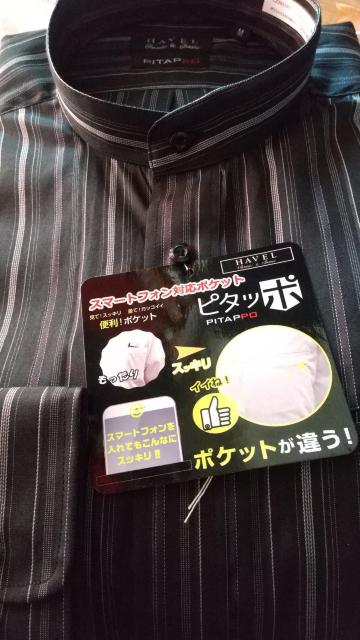 HAVEL
PITAPPO
M
HAVEL
スマートフォン対応ポケット
見て!スッキリ 着て!カッコイイ
便利!ポケット
ピタッポ
PITAPPO
もったり
スッキリ
イイね!
スマートフォンを
入れてもこんなに
スッキリ!!
ポケットが違う!